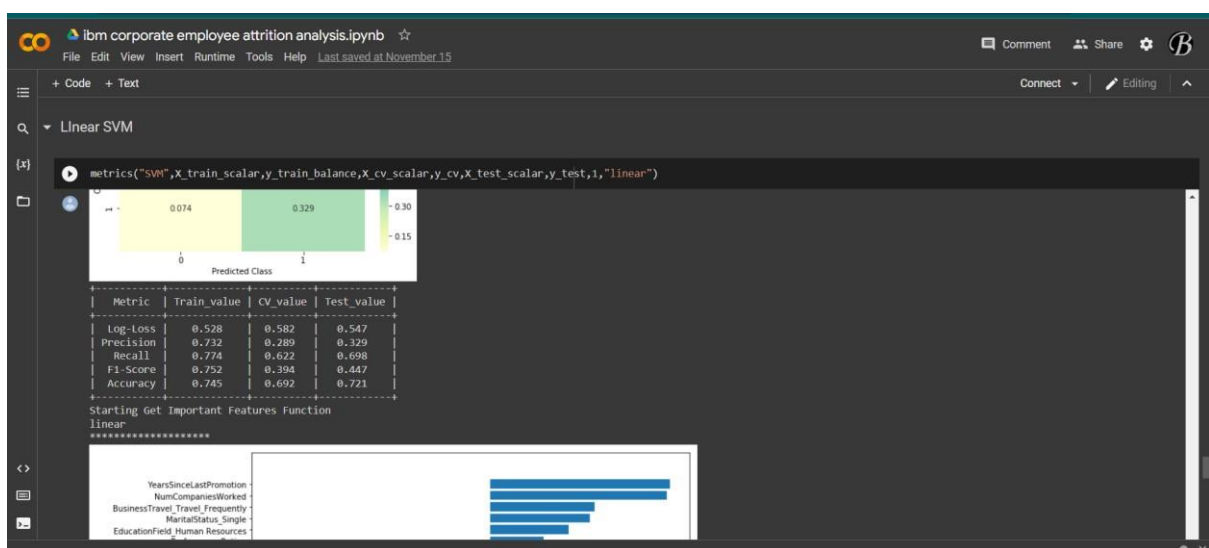 ibm corporate employee attrition analysis.ipynb
Comment Share B
File Edit View Insert Runtime Tools Help Last saved at November 15
+ Code + Text Connect Editing
LInear SVM
{x}
metrics("SVM",X_train_scalar,y_train_balance,X_cv_scalar,y_cv,X_test_scalar,y_test,1,"linear")
1 0.074 0.329 0.30
0.15
0 1
Predicted Class
+-----------+-------------+----------+------------+
| Metric | Train_value | CV_value | Test_value |
+-----------+-------------+----------+------------+
| Log-Loss | 0.528 | 0.582 | 0.547 |
| Precision | 0.732 | 0.289 | 0.329 |
| Recall | 0.774 | 0.622 | 0.698 |
| F1-Score | 0.752 | 0.394 | 0.447 |
| Accuracy | 0.745 | 0.692 | 0.721 |
+-----------+-------------+----------+------------+
Starting Get Important Features Function
linear
********************
YearsSinceLastPromotion
NumCompaniesWorked
BusinessTravel_Travel_Frequently
MaritalStatus_Single
EducationField_Human Resources